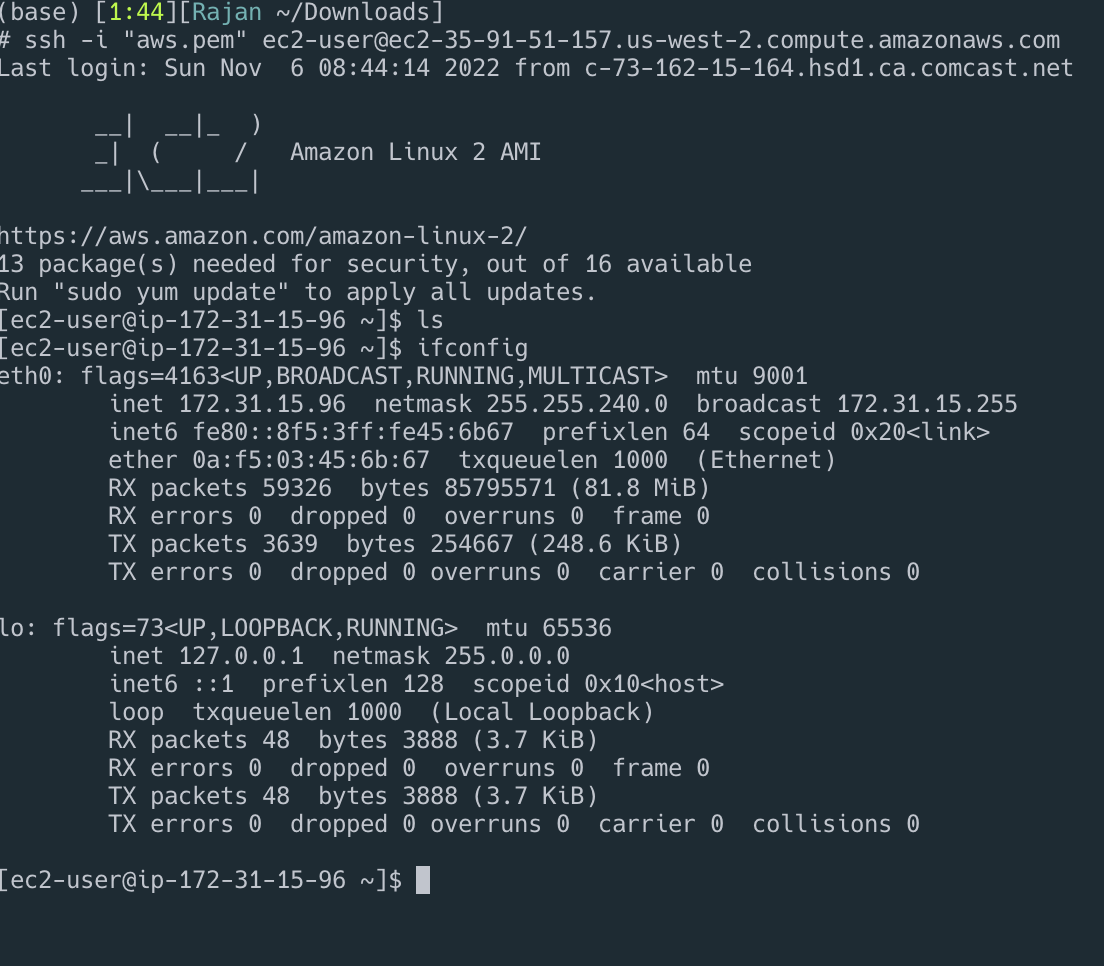 (base) [1:44][Rajan ~/Downloads]
# ssh -i "aws.pem" ec2-user@ec2-35-91-51-157.us-west-2.compute.amazonaws.com
Last login: Sun Nov  6 08:44:14 2022 from c-73-162-15-164.hsd1.ca.comcast.net

       __|  __|_  )
       _|  (     /   Amazon Linux 2 AMI
      ___|\___|___|

https://aws.amazon.com/amazon-linux-2/
13 package(s) needed for security, out of 16 available
Run "sudo yum update" to apply all updates.
[ec2-user@ip-172-31-15-96 ~]$ ls
[ec2-user@ip-172-31-15-96 ~]$ ifconfig
eth0: flags=4163<UP,BROADCAST,RUNNING,MULTICAST>  mtu 9001
        inet 172.31.15.96  netmask 255.255.240.0  broadcast 172.31.15.255
        inet6 fe80::8f5:3ff:fe45:6b67  prefixlen 64  scopeid 0x20<link>
        ether 0a:f5:03:45:6b:67  txqueuelen 1000  (Ethernet)
        RX packets 59326  bytes 85795571 (81.8 MiB)
        RX errors 0  dropped 0  overruns 0  frame 0
        TX packets 3639  bytes 254667 (248.6 KiB)
        TX errors 0  dropped 0 overruns 0  carrier 0  collisions 0

lo: flags=73<UP,LOOPBACK,RUNNING>  mtu 65536
        inet 127.0.0.1  netmask 255.0.0.0
        inet6 ::1  prefixlen 128  scopeid 0x10<host>
        loop  txqueuelen 1000  (Local Loopback)
        RX packets 48  bytes 3888 (3.7 KiB)
        RX errors 0  dropped 0  overruns 0  frame 0
        TX packets 48  bytes 3888 (3.7 KiB)
        TX errors 0  dropped 0 overruns 0  carrier 0  collisions 0

[ec2-user@ip-172-31-15-96 ~]$